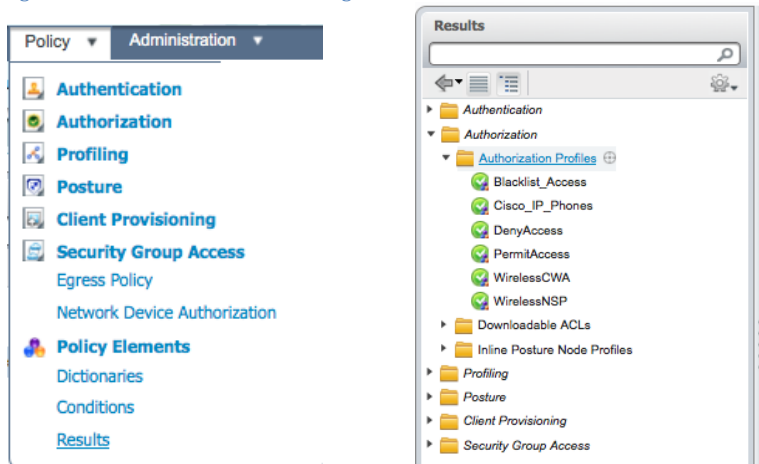 Policy
Administration
Authentication
Authorization
Profiling
Posture
Client Provisioning
Security Group Access
Egress Policy
Network Device Authorization
Policy Elements
Dictionaries
Conditions
Results
Results
Authentication
Authorization
Authorization Profiles
Blacklist_Access
Cisco_IP_Phones
DenyAccess
PermitAccess
WirelessCWA
WirelessNSP
Downloadable ACLs
Inline Posture Node Profiles
Profiling
Posture
Client Provisioning
Security Group Access